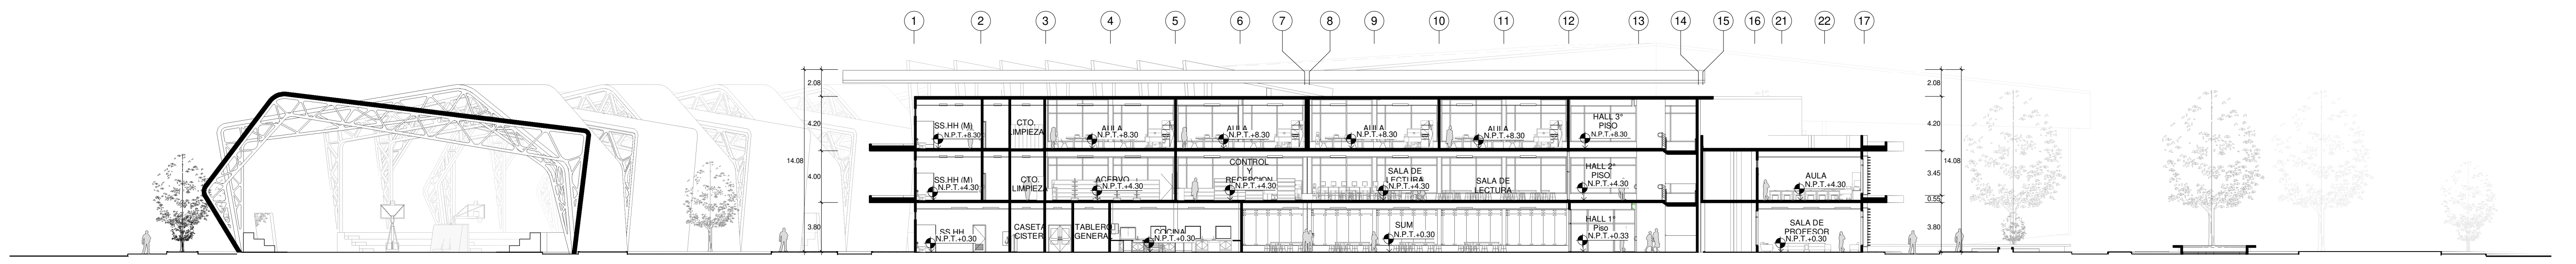 1 2 3 4 5 6 7 8 9 10 11 12 13 14 15 16 21 22 17
2.08
4.20
14.08
4.00
3.80
SS.HH (M)
N.P.T.+8.30
CTO.
LIMPIEZA
AULA
N.P.T.+8.30
AULA
N.P.T.+8.30
AULA
N.P.T.+8.30
AULA
N.P.T.+8.30
HALL 3°
PISO
N.P.T.+8.30
SS.HH (M)
N.P.T.+4.30
CTO.
LIMPIEZA
ACERVO
N.P.T.+4.30
CONTROL
Y
RECEPCION
N.P.T.+4.30
SALA DE
LECTURA
N.P.T.+4.30
SALA DE
LECTURA
HALL 2°
PISO
N.P.T.+4.30
AULA
N.P.T.+4.30
SS.HH
N.P.T.+0.30
CASETA
CISTER
TABLERO
GENERA
COCINA
N.P.T.+0.30
SUM
N.P.T.+0.30
HALL 1°
Piso
N.P.T.+0.33
SALA DE
PROFESOR
N.P.T.+0.30
2.08
4.20
14.08
3.45
0.55
3.80